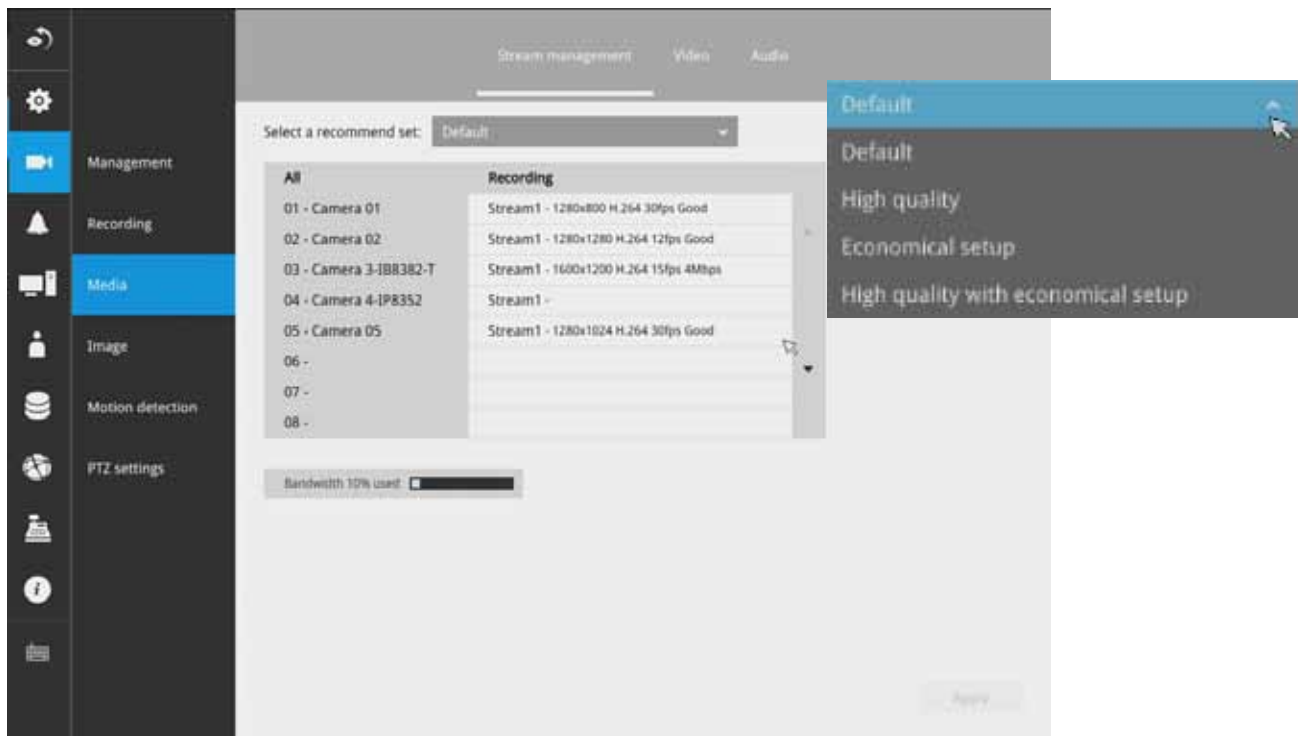 Stream management Video Audio
Select a recommend set: Default
All Recording
01 - Camera 01 Stream1 - 1280x800 H.264 30fps Good
02 - Camera 02 Stream1 - 1280x1280 H.264 12fps Good
03 - Camera 3-IB8382-T Stream1 - 1600x1200 H.264 15fps 4Mbps
04 - Camera 4-IP8352 Stream1 -
05 - Camera 05 Stream1 - 1280x1024 H.264 30fps Good
06 -
07 -
08 -
Bandwidth 10% used
Apply
Management
Recording
Media
Image
Motion detection
PTZ settings
Default
Default
High quality
Economical setup
High quality with economical setup